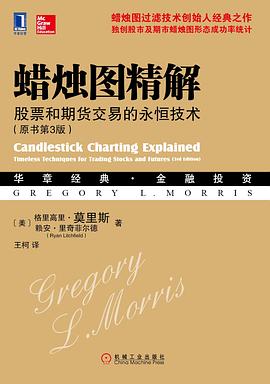 Mc
Graw
Hill
Education
蜡烛图过滤技术创始人经典之作
独创股市及期市蜡烛图形态成功率统计
蜡烛图精解
股票和期货交易的永恒技术
(原书第3版)
Candlestick Charting Explained
Timeless Techniques for Trading Stocks and Futures (3rd Edition)
华章经典·金融投资
GREGORY L. MORRIS
[美] 格里高里·莫里斯
赖安·里奇菲尔德 著
(Ryan Litchfield)
王柯 译
Gregory
L. Morris
机械工业出版社
China Machine Press